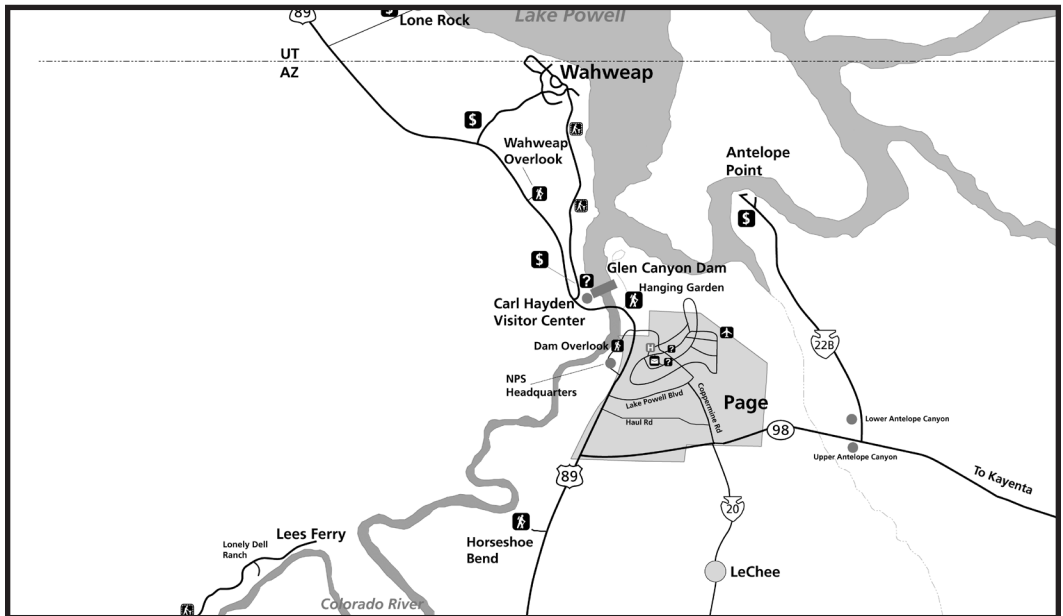 89
Lone Rock
Lake Powell
UT
AZ
Wahweap
$
Wahweap
Overlook
Antelope
Point
$
$
?
Glen Canyon Dam
Hanging Garden
Carl Hayden
Visitor Center
22B
Dam Overlook
H
?
?
NPS
Headquarters
Lake Powell Blvd
Coppermine Rd
Page
Haul Rd
98
Lower Antelope Canyon
Upper Antelope Canyon
89
To Kayenta
20
Horseshoe
Bend
Lees Ferry
Lonely Dell
Ranch
LeChee
Colorado River